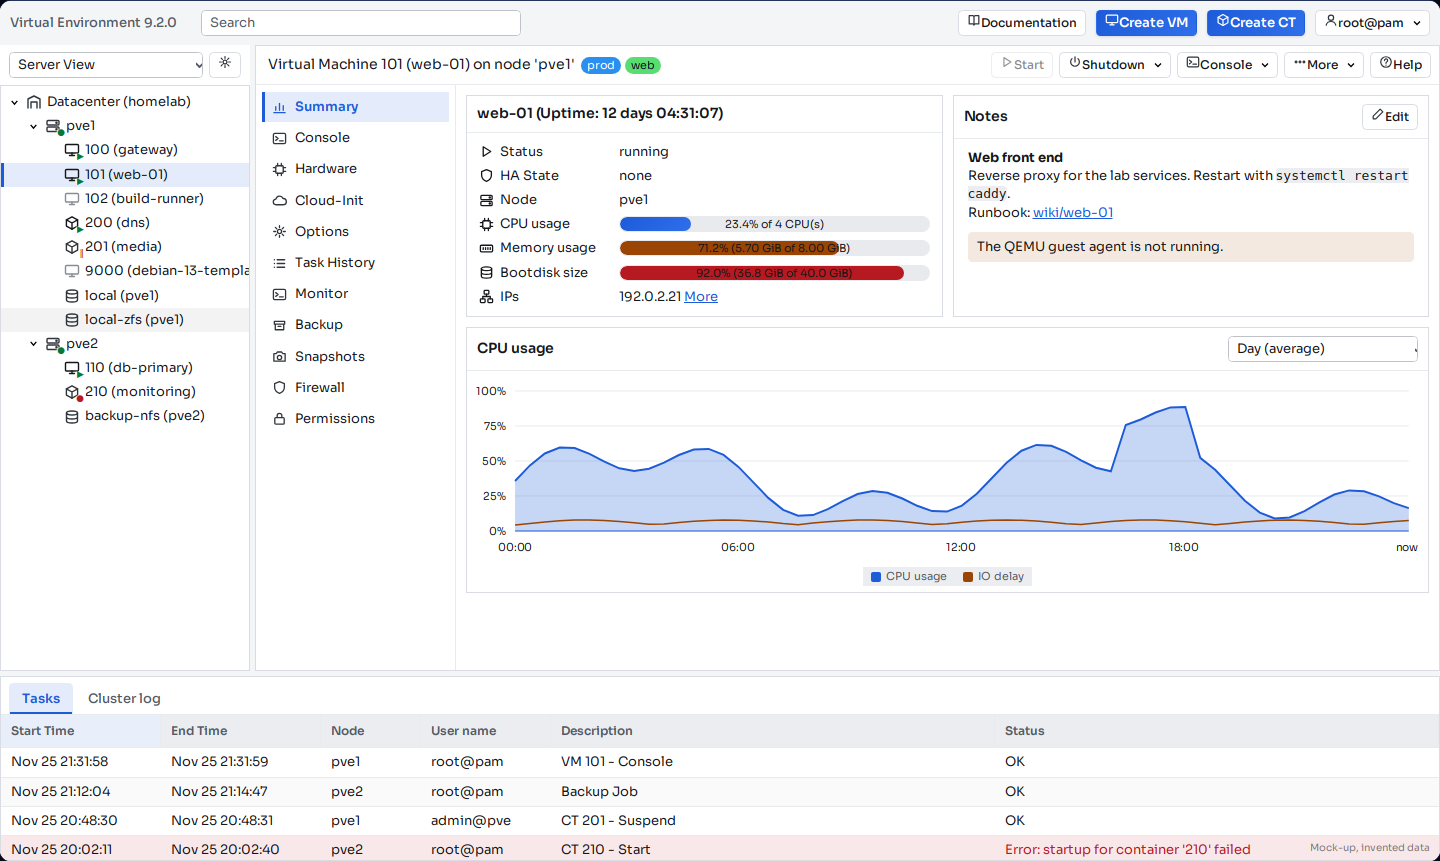 Virtual Environment 9.2.0
Search
Documentation
Create VM
Create CT
root@pam
Server View
Datacenter (homelab)
pve1
100 (gateway)
101 (web-01)
102 (build-runner)
200 (dns)
201 (media)
9000 (debian-13-templa
local (pve1)
local-zfs (pve1)
pve2
110 (db-primary)
210 (monitoring)
backup-nfs (pve2)
Virtual Machine 101 (web-01) on node 'pve1' prod web
Start
Shutdown
Console
More
Help
Summary
Console
Hardware
Cloud-Init
Options
Task History
Monitor
Backup
Snapshots
Firewall
Permissions
web-01 (Uptime: 12 days 04:31:07)
Status running
HA State none
Node pve1
CPU usage 23.4% of 4 CPU(s)
Memory usage 71.2% (5.70 GiB of 8.00 GiB)
Bootdisk size 92.0% (36.8 GiB of 40.0 GiB)
IPs 192.0.2.21 More
Notes
Edit
Web front end
Reverse proxy for the lab services. Restart with systemctl restart
caddy.
Runbook: wiki/web-01
The QEMU guest agent is not running.
CPU usage
Day (average)
100%
75%
50%
25%
0%
00:00 06:00 12:00 18:00 now
CPU usage IO delay
Tasks Cluster log
Start Time End Time Node User name Description Status
Nov 25 21:31:58 Nov 25 21:31:59 pve1 root@pam VM 101 - Console OK
Nov 25 21:12:04 Nov 25 21:14:47 pve2 root@pam Backup Job OK
Nov 25 20:48:30 Nov 25 20:48:31 pve1 admin@pve CT 201 - Suspend OK
Nov 25 20:02:11 Nov 25 20:02:40 pve2 root@pam CT 210 - Start Error: startup for container '210' failed
Mock-up, invented data